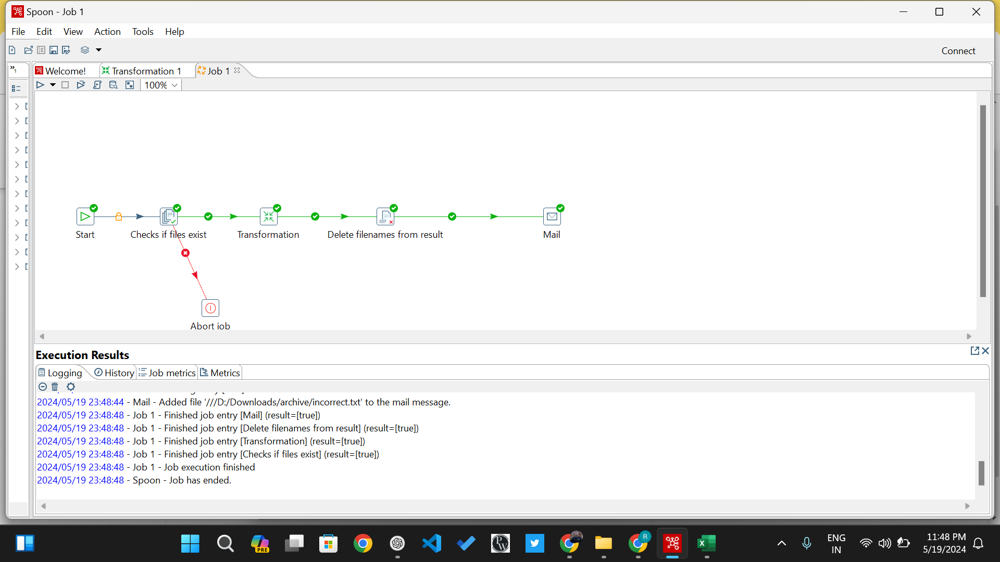 Spoon - Job 1
File Edit View Action Tools Help
Connect
»1
Welcome! Transformation 1 Job 1
100%
Start Checks if files exist Transformation Delete filenames from result Mail
Abort job
Execution Results
Logging History Job metrics Metrics
2024/05/19 23:48:44 - Mail - Added file '///D:/Downloads/archive/incorrect.txt' to the mail message.
2024/05/19 23:48:48 - Job 1 - Finished job entry [Mail] (result=[true])
2024/05/19 23:48:48 - Job 1 - Finished job entry [Delete filenames from result] (result=[true])
2024/05/19 23:48:48 - Job 1 - Finished job entry [Transformation] (result=[true])
2024/05/19 23:48:48 - Job 1 - Finished job entry [Checks if files exist] (result=[true])
2024/05/19 23:48:48 - Job 1 - Job execution finished
2024/05/19 23:48:48 - Spoon - Job has ended.
PRE
PW
R
X
ENG
IN
11:48 PM
5/19/2024